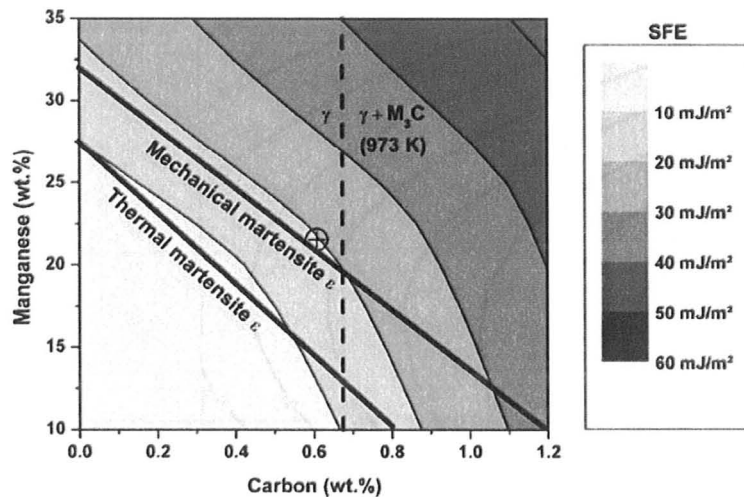 35
30
25
20
15
10
Manganese (wt.%)
0.0 0.2 0.4 0.6 0.8 1.0 1.2
Carbon (wt.%)
γ γ + M₃C
(973 K)
Mechanical martensite ε
Thermal martensite ε
SFE
10 mJ/m²
20 mJ/m²
30 mJ/m²
40 mJ/m²
50 mJ/m²
60 mJ/m²